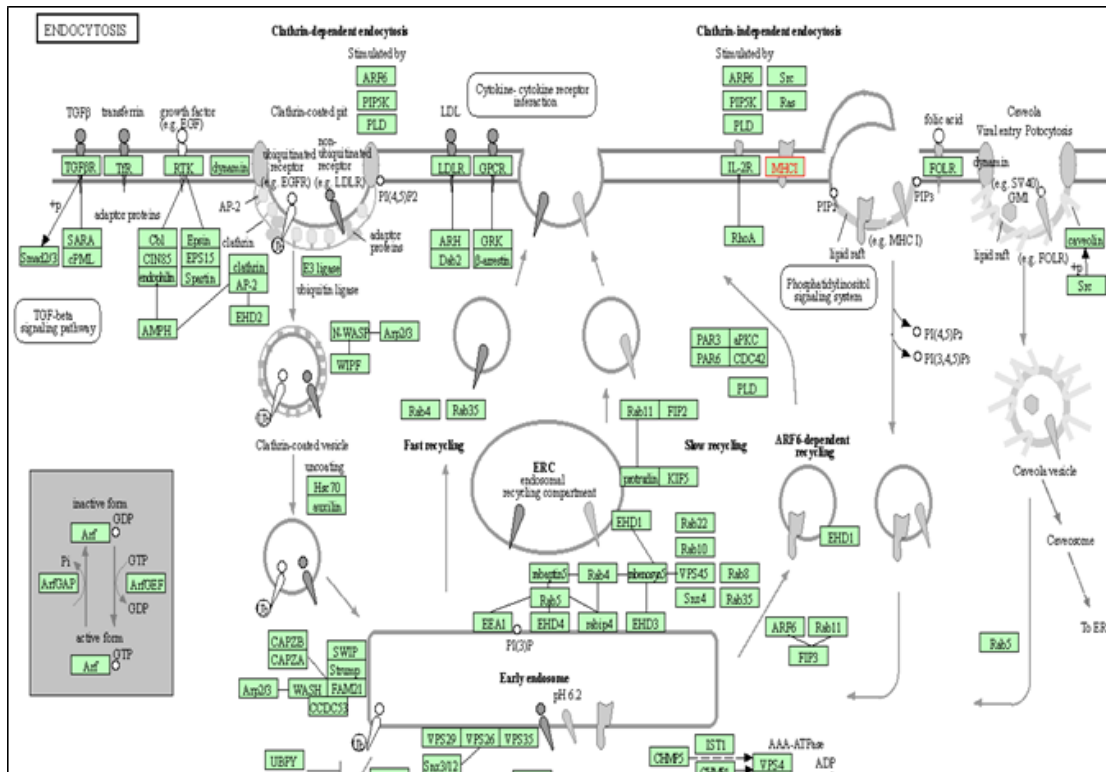 ENDOCYTOSIS
Clathrin-dependent endocytosis
Stimulated by
ARF6
PIP5K
PLD
Cytokine- cytokine receptor
interaction
Clathrin-independent endocytosis
Stimulated by
ARF6 Src
PIP5K Ras
PLD
TGFβ transferrin growth factor
(e.g. EGF)
Clathrin-coated pit
LDL
folic acid
Caveola
Viral entry Potocytosis
TGFβR TfR RTK dynamin
ubiquitinated
receptor
(e.g. EGFR)
non-
ubiquitinated
receptor
(e.g. LDLR)
LDLR GPCR
IL-2R MHCI
FOLR
dynamin
(e.g. SV40)
GM1
PI(4,5)P2
PIP2
PIP3
+p
adaptor proteins
AP-2
clathrin
adaptor
proteins
lipid raft
(e.g. MHC I)
lipid raft
(e.g. FOLR)
caveolin
+p
Src
Smad2/3
SARA
cPML
Cbl
CIN85
endophilin
Epsin
EPS15
Spartin
clathrin
AP-2
EHD2
AMPH
E3 ligase
ubiquitin ligase
Ub
ARH
Dab2
GRK
β-arrestin
RhoA
TGF-beta
signaling pathway
Phosphatidylinositol
signaling system
PI(4,5)P2
PI(3,4,5)P3
N-WASP Arp2/3
WIPF
PAR3 aPKC
PAR6 CDC42
PLD
Rab4 Rab35
Rab11 FIP2
Ub
Clathrin-coated vesicle
Fast recycling
Slow recycling
ARF6-dependent
recycling
Caveola vesicle
uncoating
Hsc70
auxilin
ERC
endosomal
recycling compartment
protrudin KIF5
EHD1
Rab22
Rab10
EHD1
Caveosome
inactive form
Arf
GDP
Pi
GTP
ArfGAP ArfGEF
GDP
active form
Arf
GTP
Ub
rabaptin5 Rab4 rabenosyn5 VPS45 Rab8
Rab5
Snx4 Rab35
EEA1 EHD4 rabip4 EHD3
PI(3)P
ARF6 Rab11
FIP3
Rab5
To ER
CAPZB
CAPZA
SWIP
Strump
Arp2/3 WASH FAM21
CCDC53
Early endosome
pH 6.2
Ub
VPS29 VPS26 VPS35
Snx3/12
UBPY
CHMP5
IST1
AAA-ATPase
VPS4
ADP